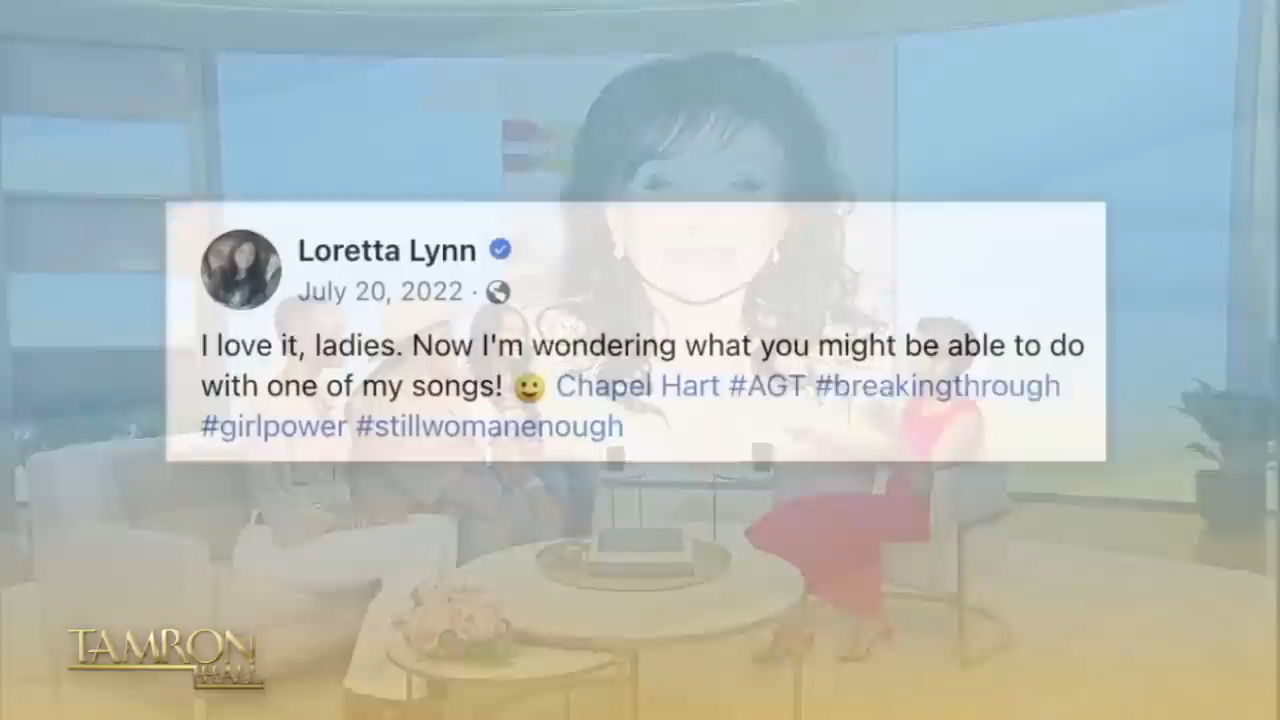 Loretta Lynn
July 20, 2022 ·
I love it, ladies. Now I'm wondering what you might be able to do
with one of my songs! 🙂 Chapel Hart #AGT #breakingthrough
#girlpower #stillwomanenough
TAMRON
HALL